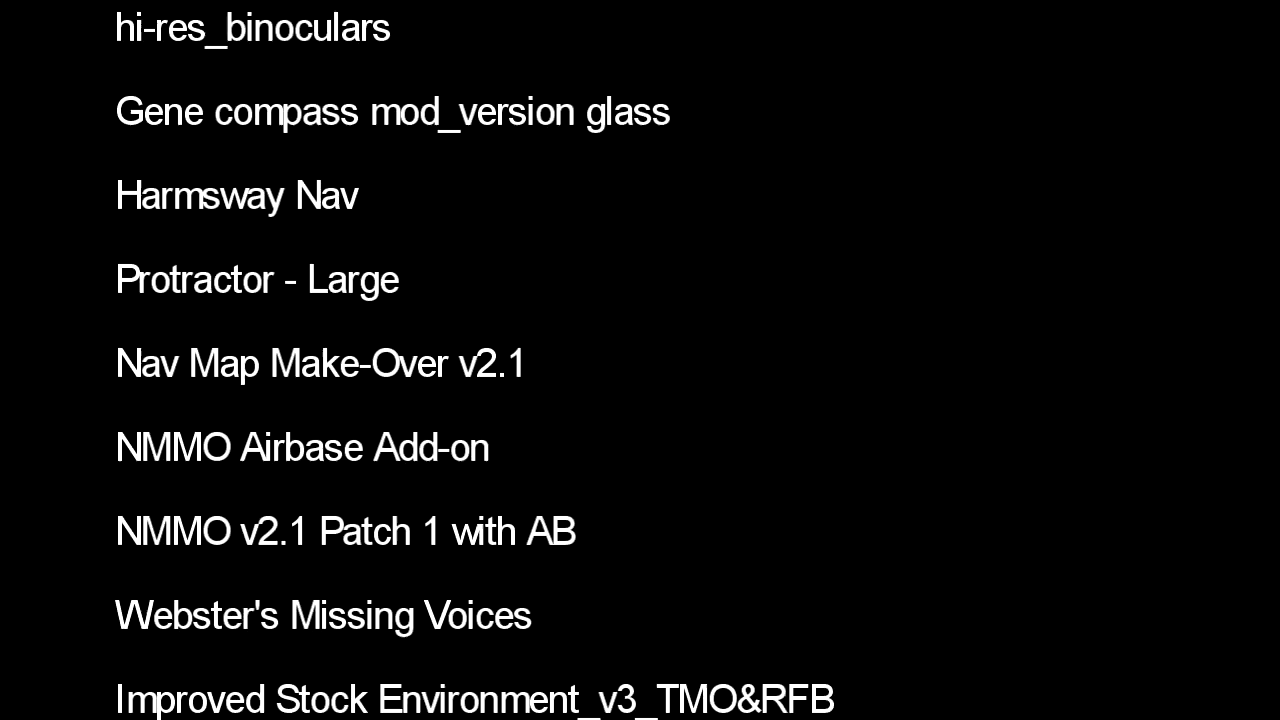 hi-res_binoculars
Gene compass mod_version glass
Harmsway Nav
Protractor - Large
Nav Map Make-Over v2.1
NMMO Airbase Add-on
NMMO v2.1 Patch 1 with AB
Webster's Missing Voices
Improved Stock Environment_v3_TMO&RFB